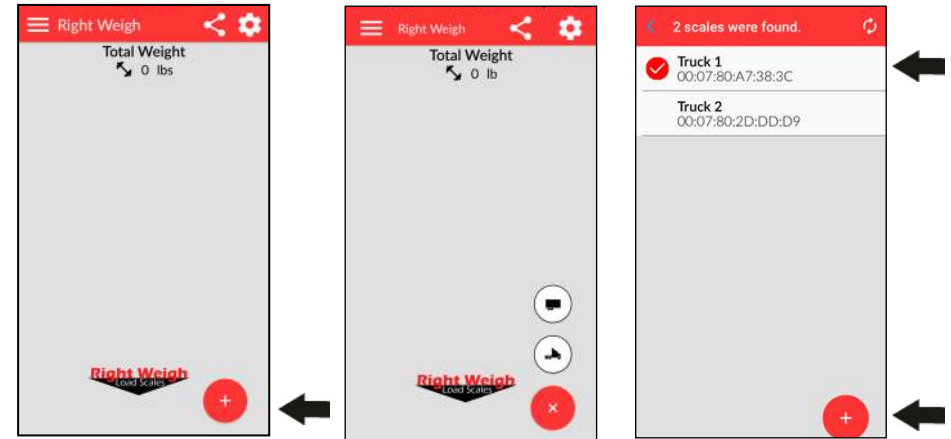 Right Weigh
Total Weight
0 lbs
Right Weigh
Load Scales
+
Right Weigh
Total Weight
0 lb
Right Weigh
Load Scales
×
2 scales were found.
Truck 1
00:07:80:A7:38:3C
Truck 2
00:07:80:2D:DD:D9
+